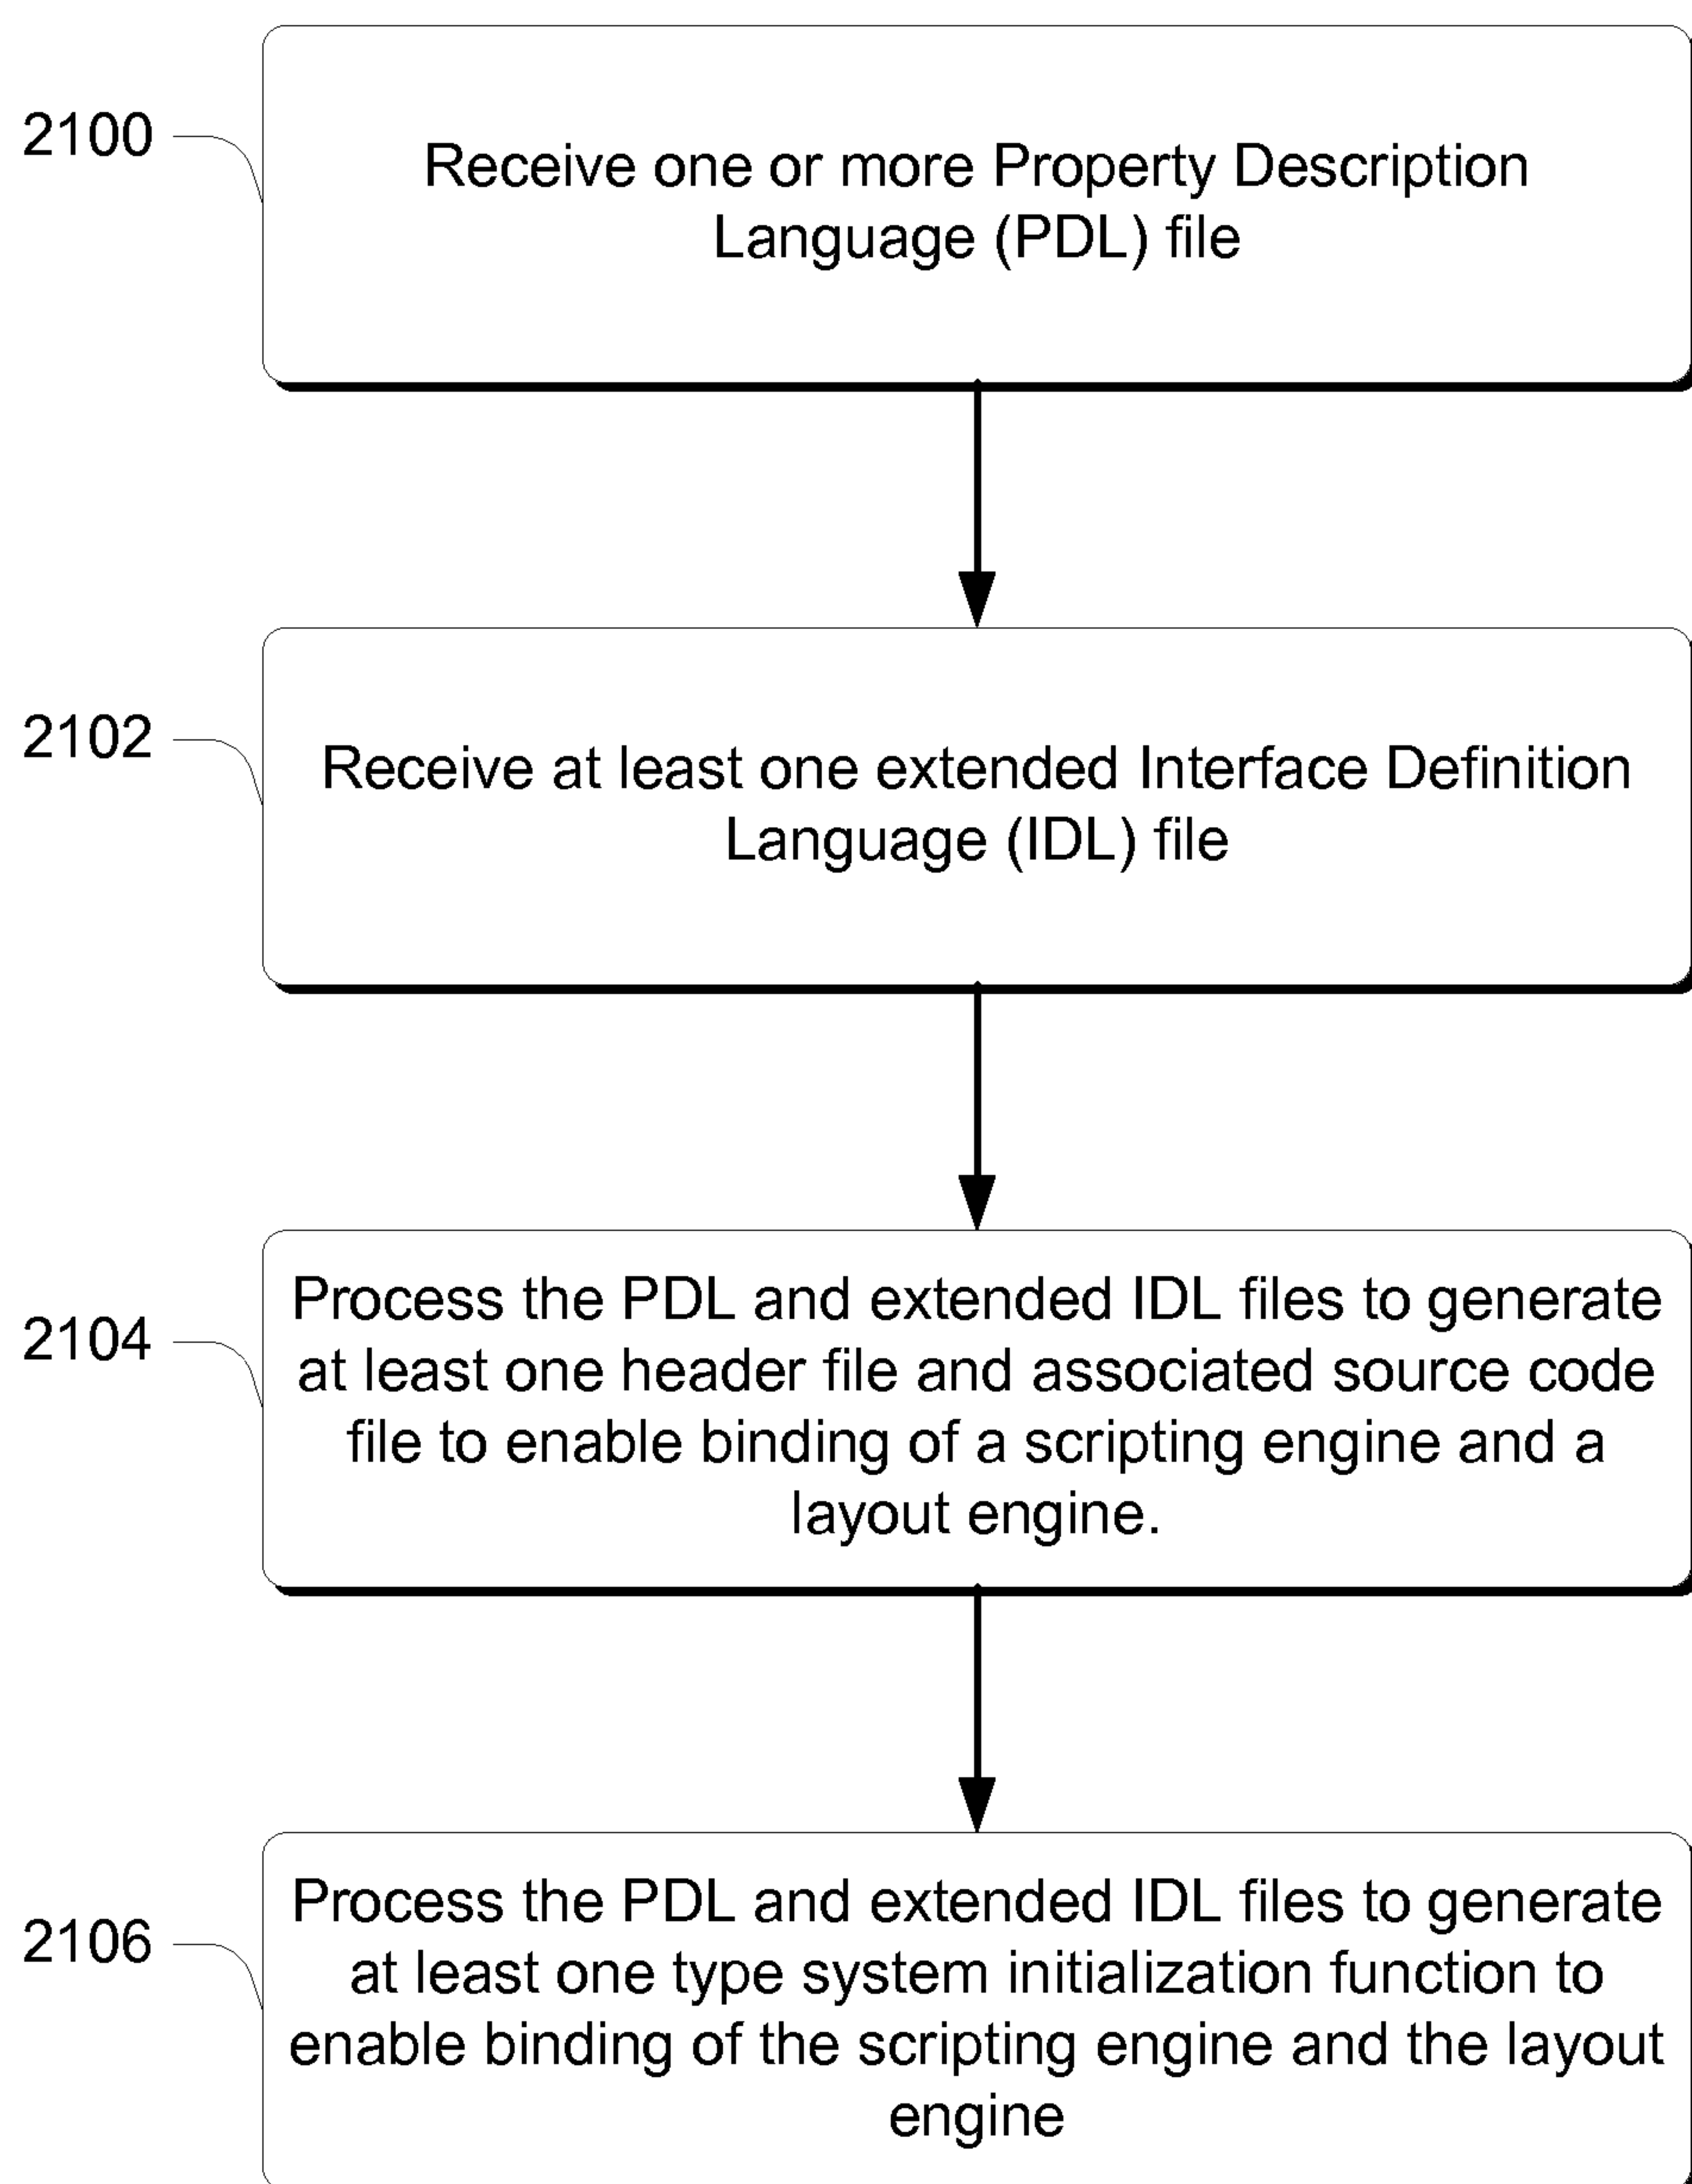 2100
Receive one or more Property Description
Language (PDL) file
2102
Receive at least one extended Interface Definition
Language (IDL) file
2104
Process the PDL and extended IDL files to generate
at least one header file and associated source code
file to enable binding of a scripting engine and a
layout engine.
2106
Process the PDL and extended IDL files to generate
at least one type system initialization function to
enable binding of the scripting engine and the layout
engine